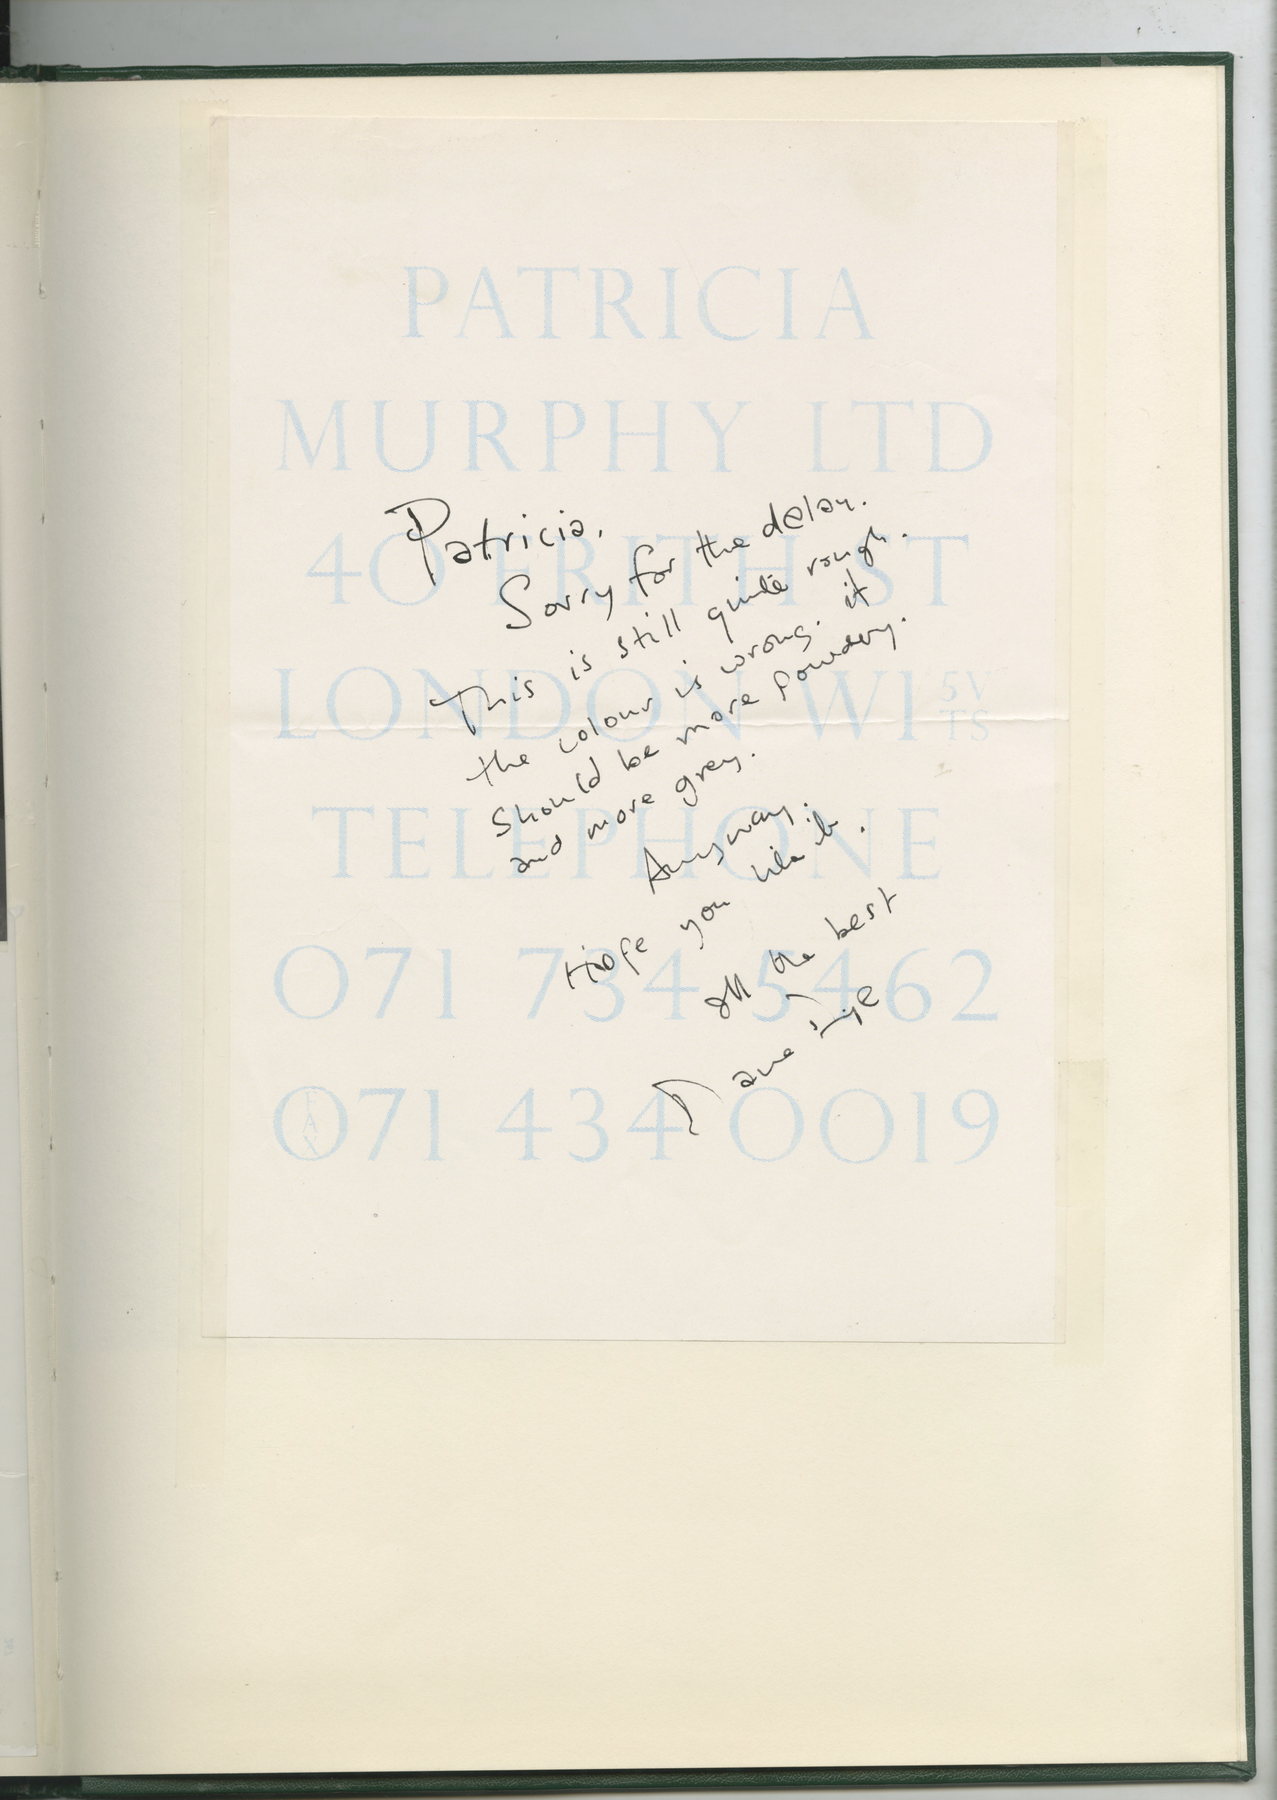 PATRICIA
MURPHY LTD
40 FRITH ST
LONDON W1 5V
TS
TELEPHONE
071 734 5462
FAX
071 434 0019
Patricia.
Sorry for the delay.
This is still quite rough.
the colour is wrong. it
should be more powdery.
and more grey.
Anyway.
Hope you like it.
all the best
Dave